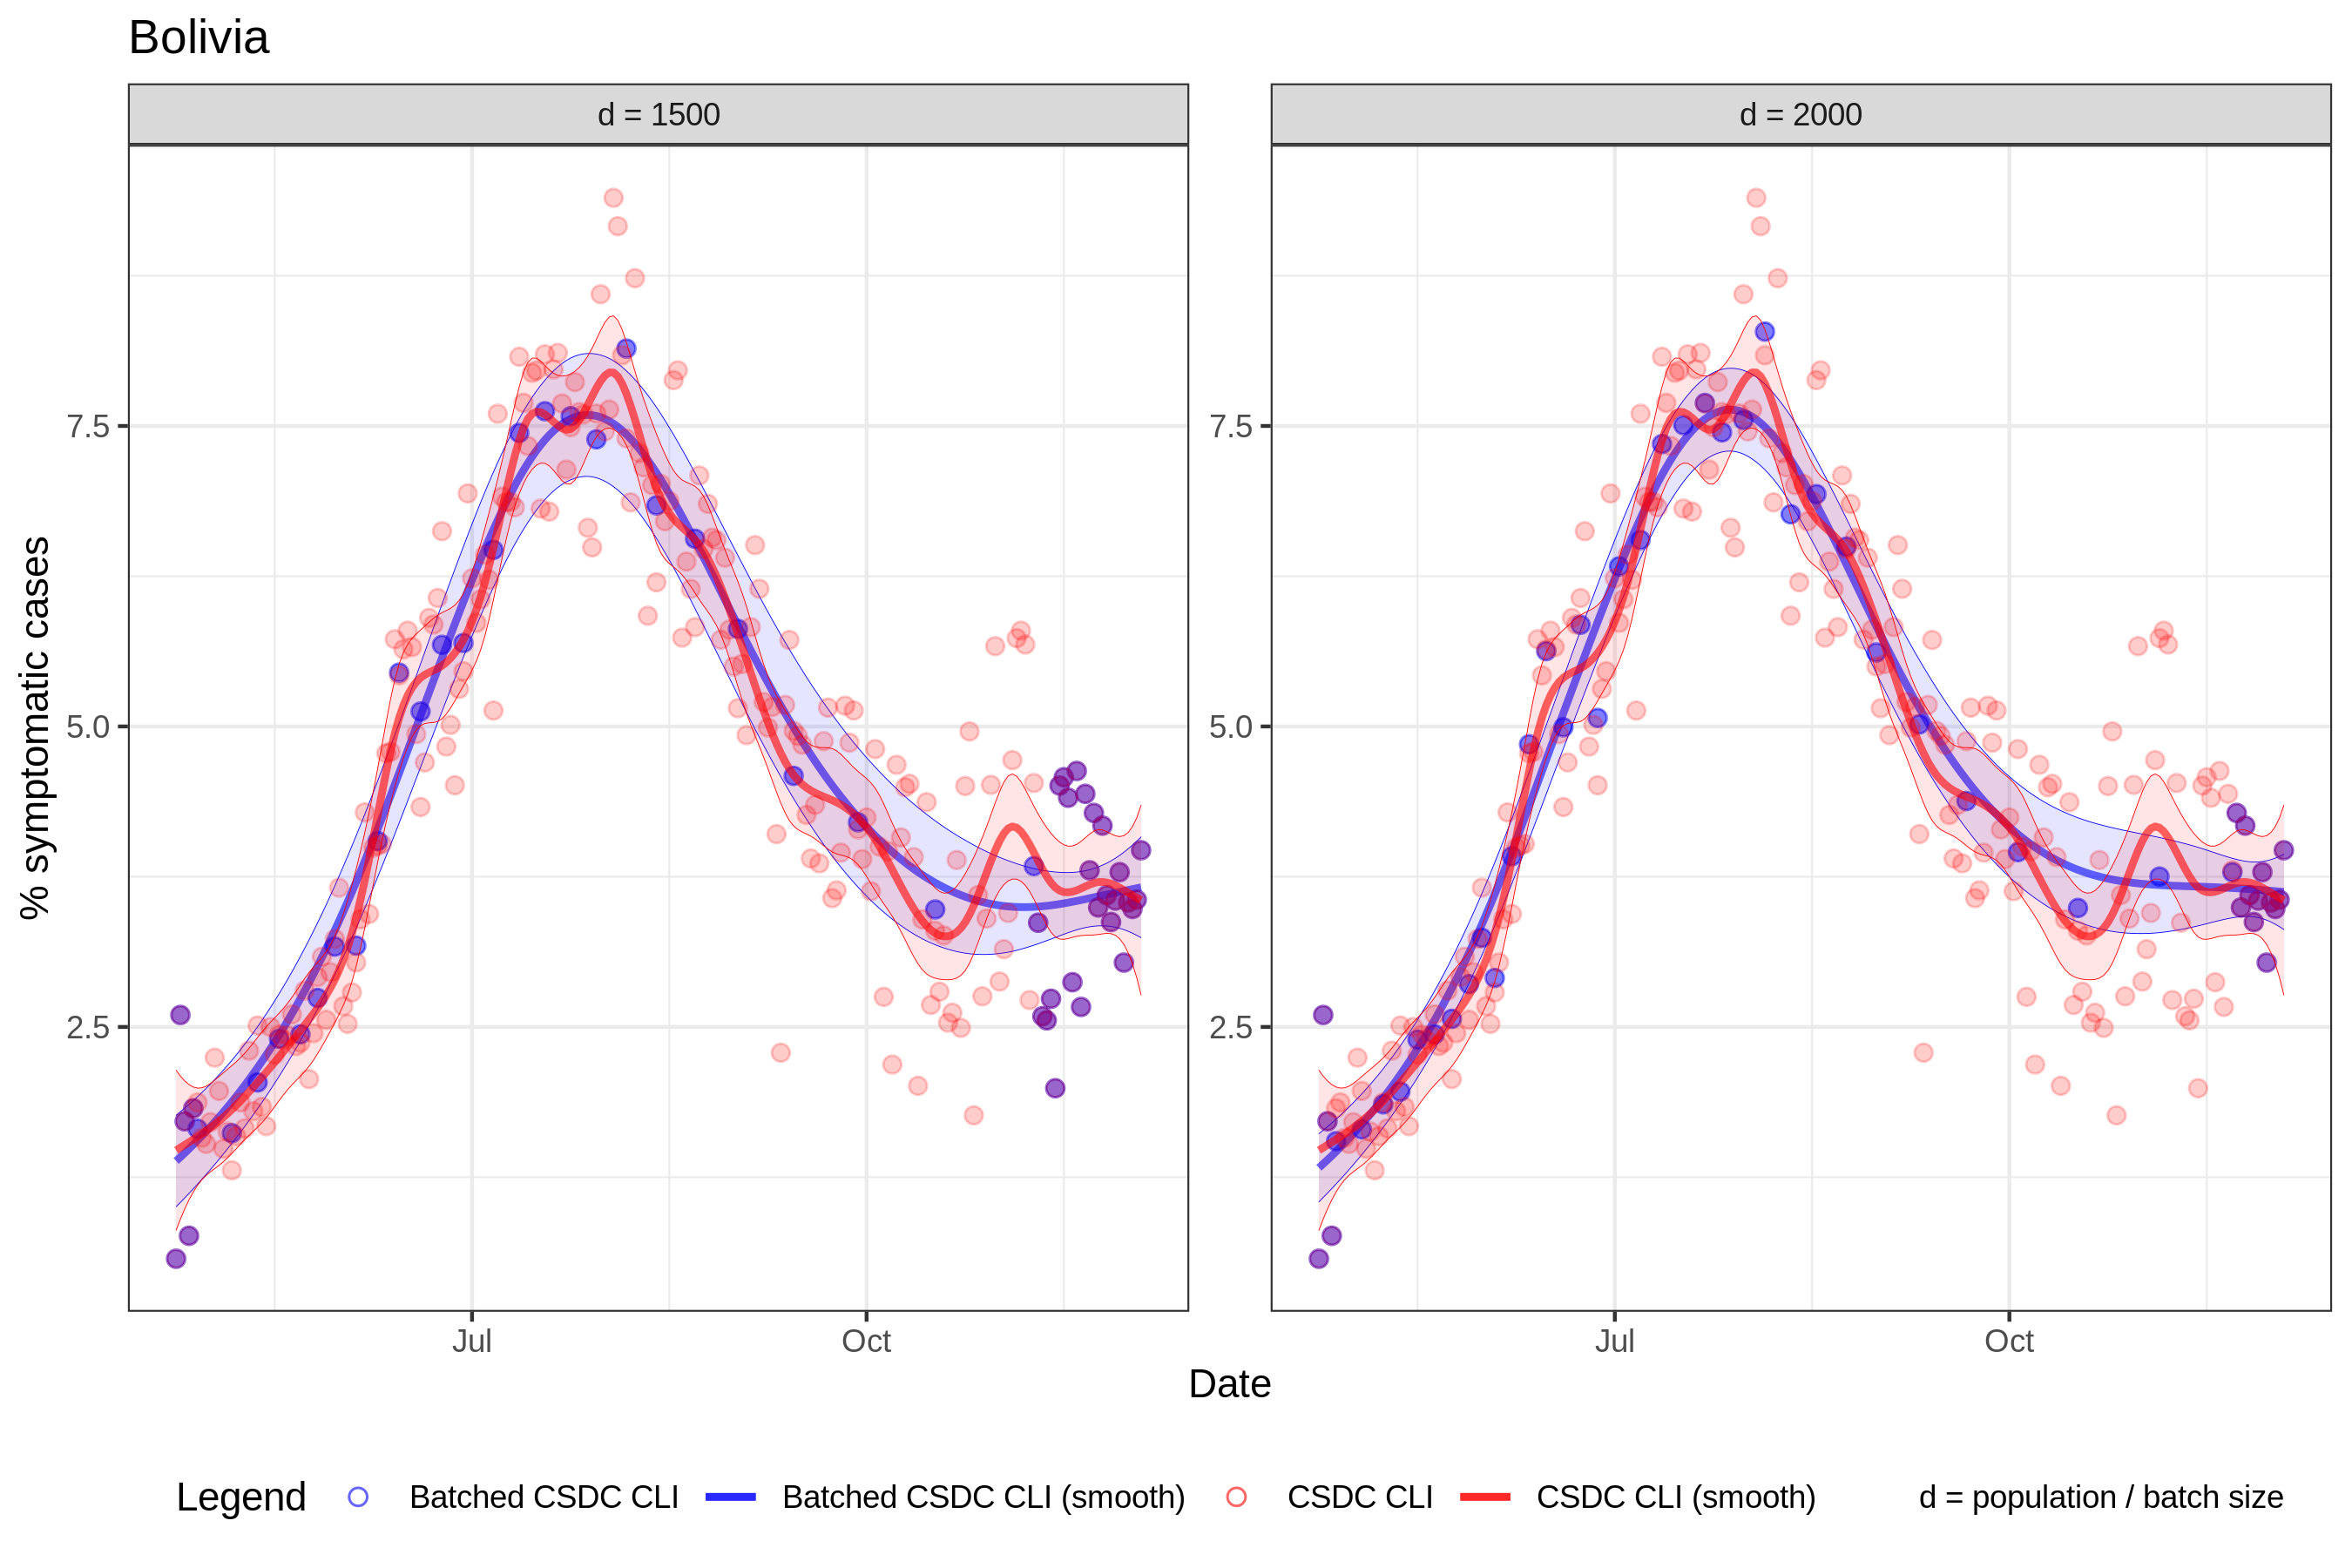 Bolivia
d = 1500
d = 2000
% symptomatic cases
7.5
5.0
2.5
7.5
5.0
2.5
Jul
Oct
Jul
Oct
Date
Legend
Batched CSDC CLI
Batched CSDC CLI (smooth)
CSDC CLI
CSDC CLI (smooth)
d = population / batch size